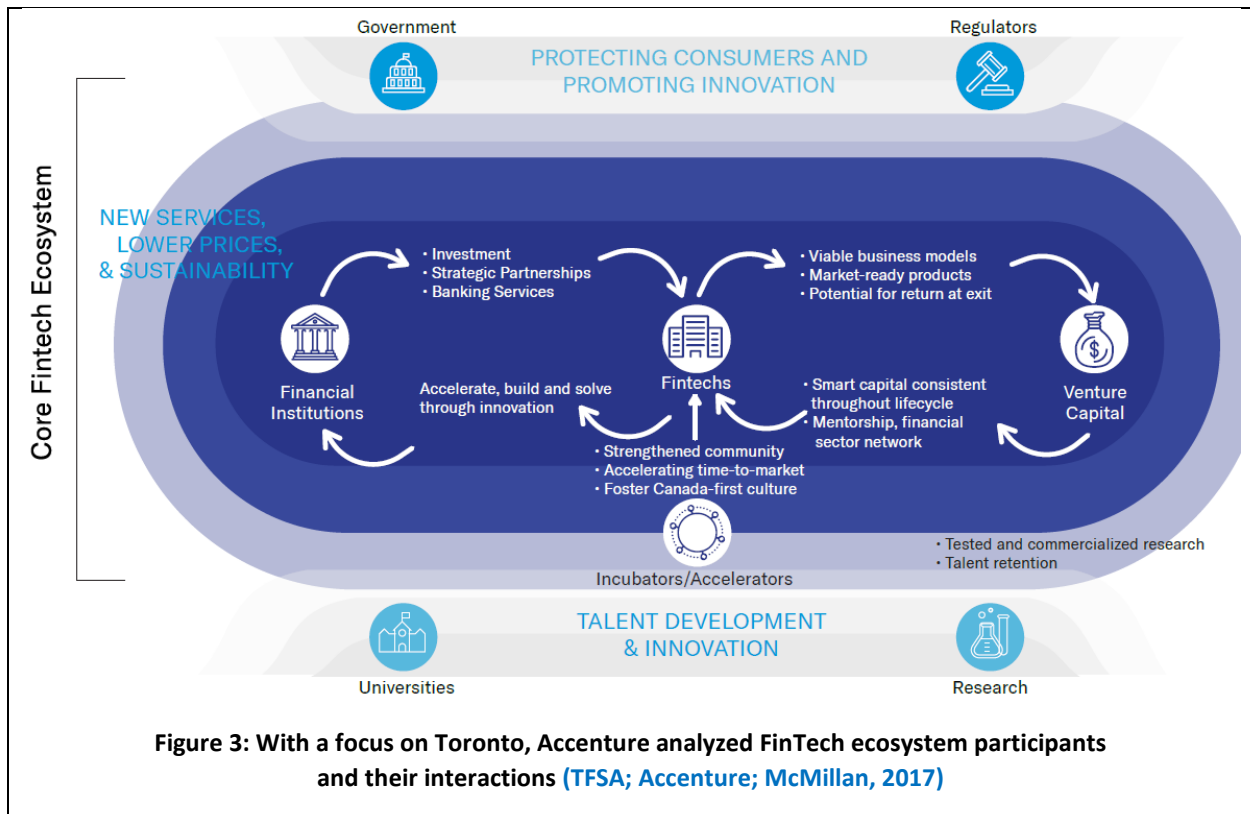 Government
Regulators
PROTECTING CONSUMERS AND
PROMOTING INNOVATION
Core Fintech Ecosystem
NEW SERVICES,
LOWER PRICES,
& SUSTAINABILITY
• Investment
• Strategic Partnerships
• Banking Services
• Viable business models
• Market-ready products
• Potential for return at exit
Financial
Institutions
Accelerate, build and solve
through innovation
Fintechs
• Smart capital consistent
throughout lifecycle
• Mentorship, financial
sector network
$
Venture
Capital
• Strengthened community
• Accelerating time-to-market
• Foster Canada-first culture
Incubators/Accelerators
• Tested and commercialized research
• Talent retention
TALENT DEVELOPMENT
& INNOVATION
Universities
Research
Figure 3: With a focus on Toronto, Accenture analyzed FinTech ecosystem participants
and their interactions (TFSA; Accenture; McMillan, 2017)